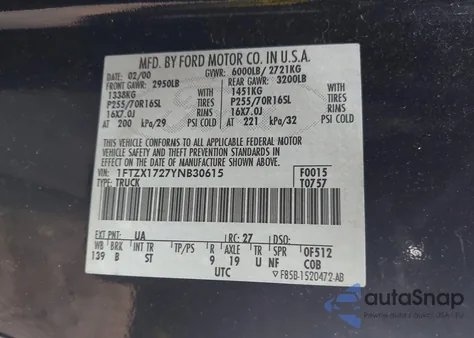 MFD. BY FORD MOTOR CO. IN U.S.A.
DATE: 02/00 GVWR: 6000LB/ 2721KG
FRONT GAWR: 2950LB REAR GAWR: 3200LB
1338KG WITH 1451KG WITH
P255/70R16SL TIRES P255/70R16SL TIRES
16X7.0J RIMS 16X7.0J RIMS
AT 200 kPa/29 PSI COLD AT 221 kPa/32 PSI COLD
THIS VEHICLE CONFORMS TO ALL APPLICABLE FEDERAL MOTOR
VEHICLE SAFETY AND THEFT PREVENTION STANDARDS IN
EFFECT ON THE DATE OF MANUFACTURE SHOWN ABOVE.
VIN: 1FTZX1727YNB30615 F0015
TYPE: TRUCK T0757
EXT PNT: UA RC: 27 DSO:
WB BRK INT TR TP/PS R AXLE TR SPR OF512
139 B ST 9 19 U NF COB
UTC F85B-1520472-AB
autoSnap